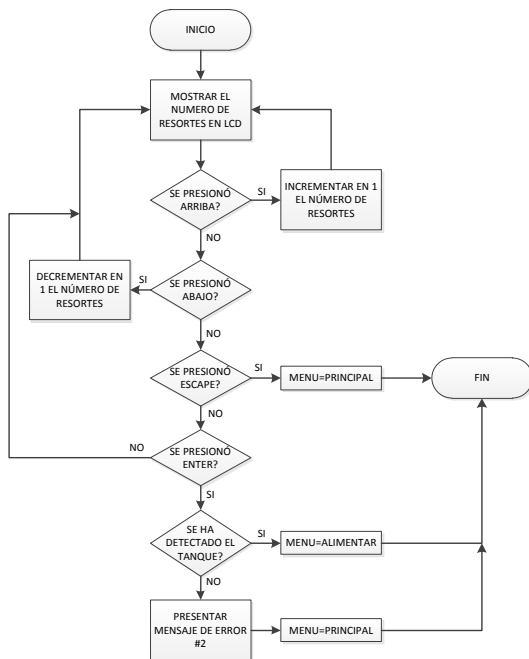 INICIO
MOSTRAR EL
NUMERO DE
RESORTES EN LCD
SE PRESIONÓ
ARRIBA?
SI
INCREMENTAR EN 1
EL NÚMERO DE
RESORTES
NO
SE PRESIONÓ
ABAJO?
SI
DECREMENTAR EN
1 EL NÚMERO DE
RESORTES
NO
SE PRESIONÓ
ESCAPE?
SI
MENU=PRINCIPAL
FIN
NO
SE PRESIONÓ
ENTER?
NO
SI
SE HA
DETECTADO EL
TANQUE?
SI
MENU=ALIMENTAR
NO
PRESENTAR
MENSAJE DE ERROR
#2
MENU=PRINCIPAL